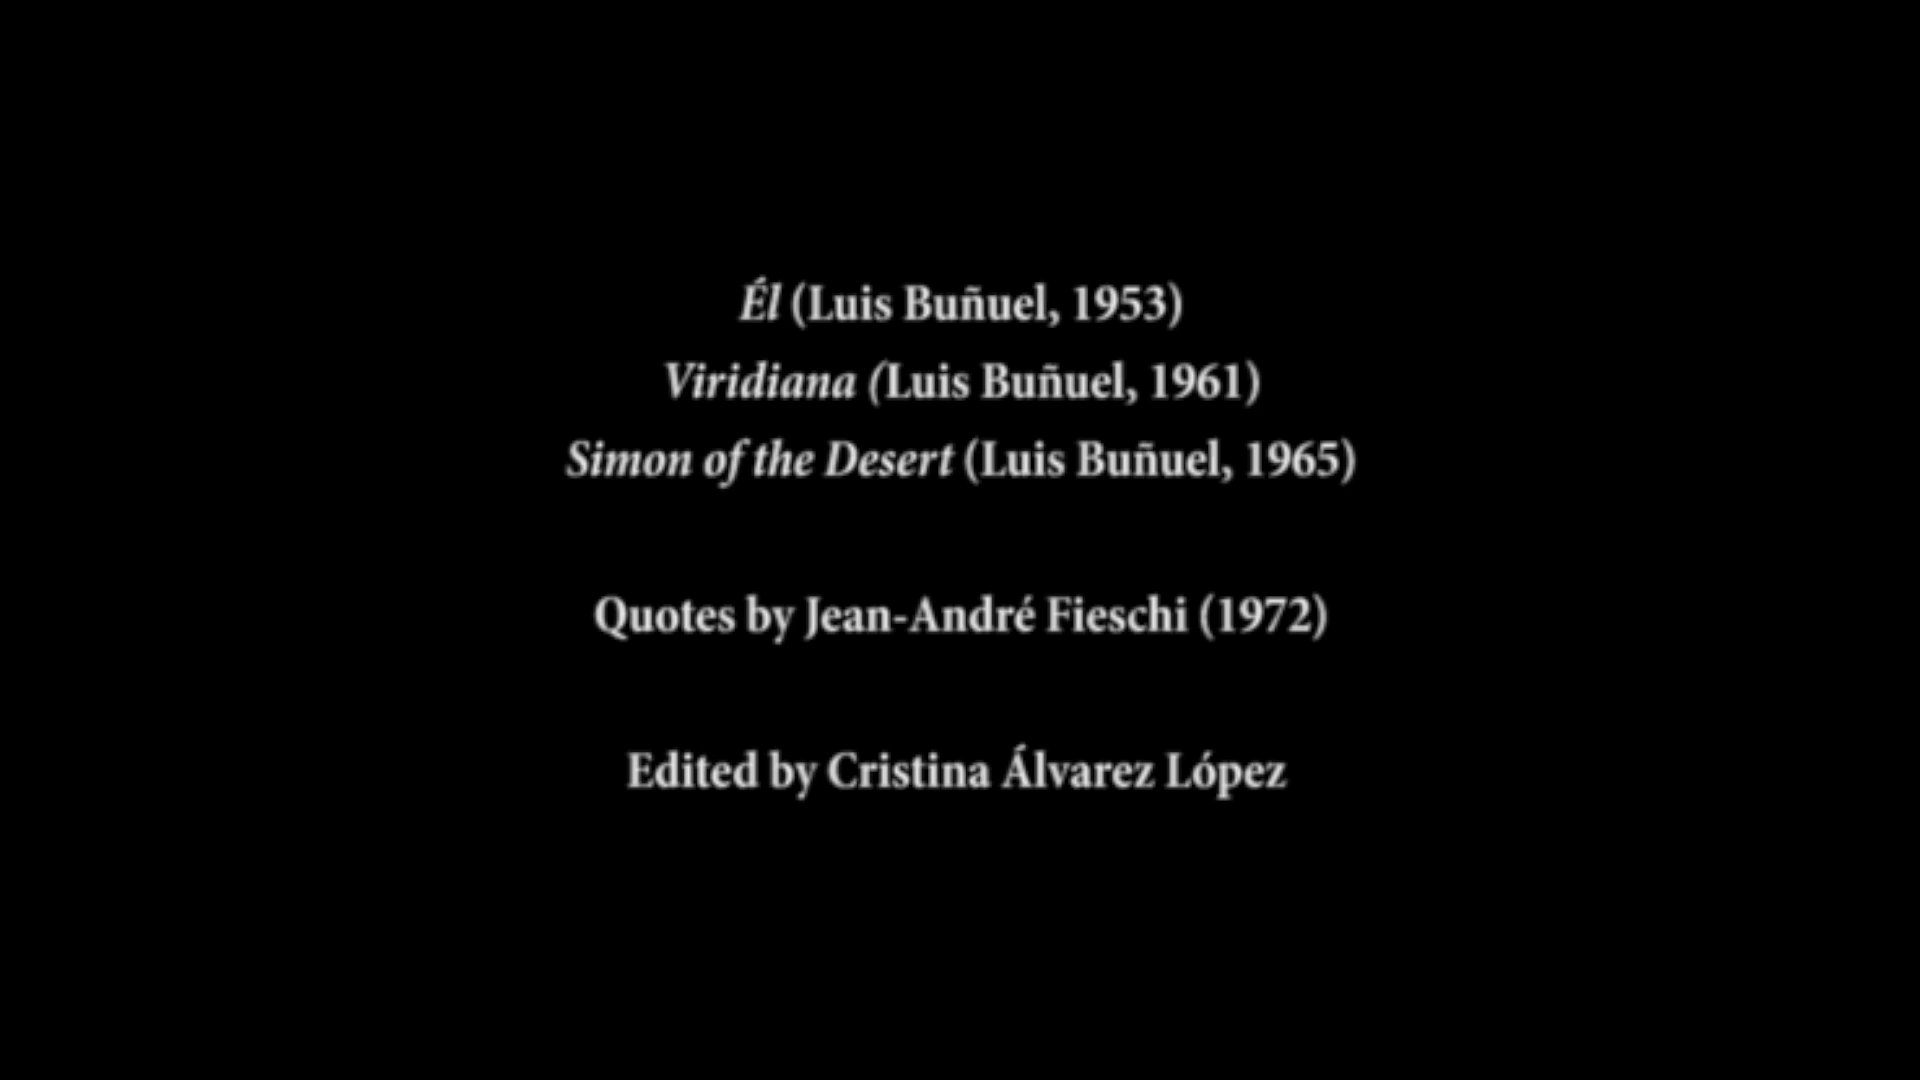 Él (Luis Buñuel, 1953)
Viridiana (Luis Buñuel, 1961)
Simon of the Desert (Luis Buñuel, 1965)
Quotes by Jean-André Fieschi (1972)
Edited by Cristina Álvarez López